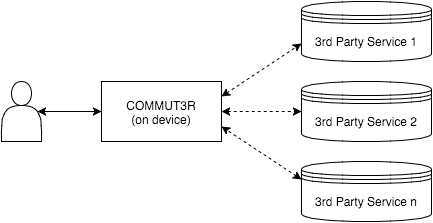 COMMUT3R
(on device)
3rd Party Service 1
3rd Party Service 2
3rd Party Service n